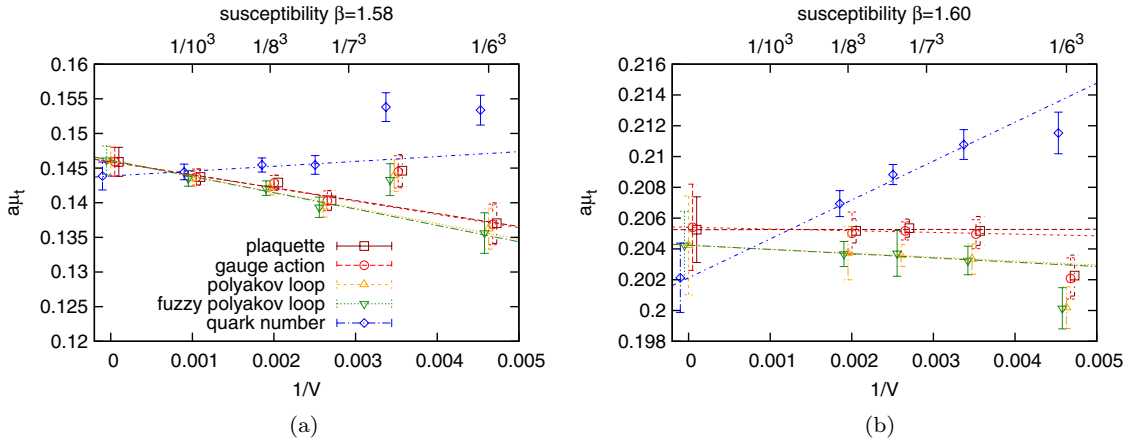 susceptibility β=1.58
1/10³ 1/8³ 1/7³ 1/6³
0.16
0.155
0.15
0.145
0.14
0.135
0.13
0.125
0.12
aμt
plaquette
gauge action
polyakov loop
fuzzy polyakov loop
quark number
0 0.001 0.002 0.003 0.004 0.005
1/V
(a)
susceptibility β=1.60
1/10³ 1/8³ 1/7³ 1/6³
0.216
0.214
0.212
0.21
0.208
0.206
0.204
0.202
0.2
0.198
aμt
0 0.001 0.002 0.003 0.004 0.005
1/V
(b)